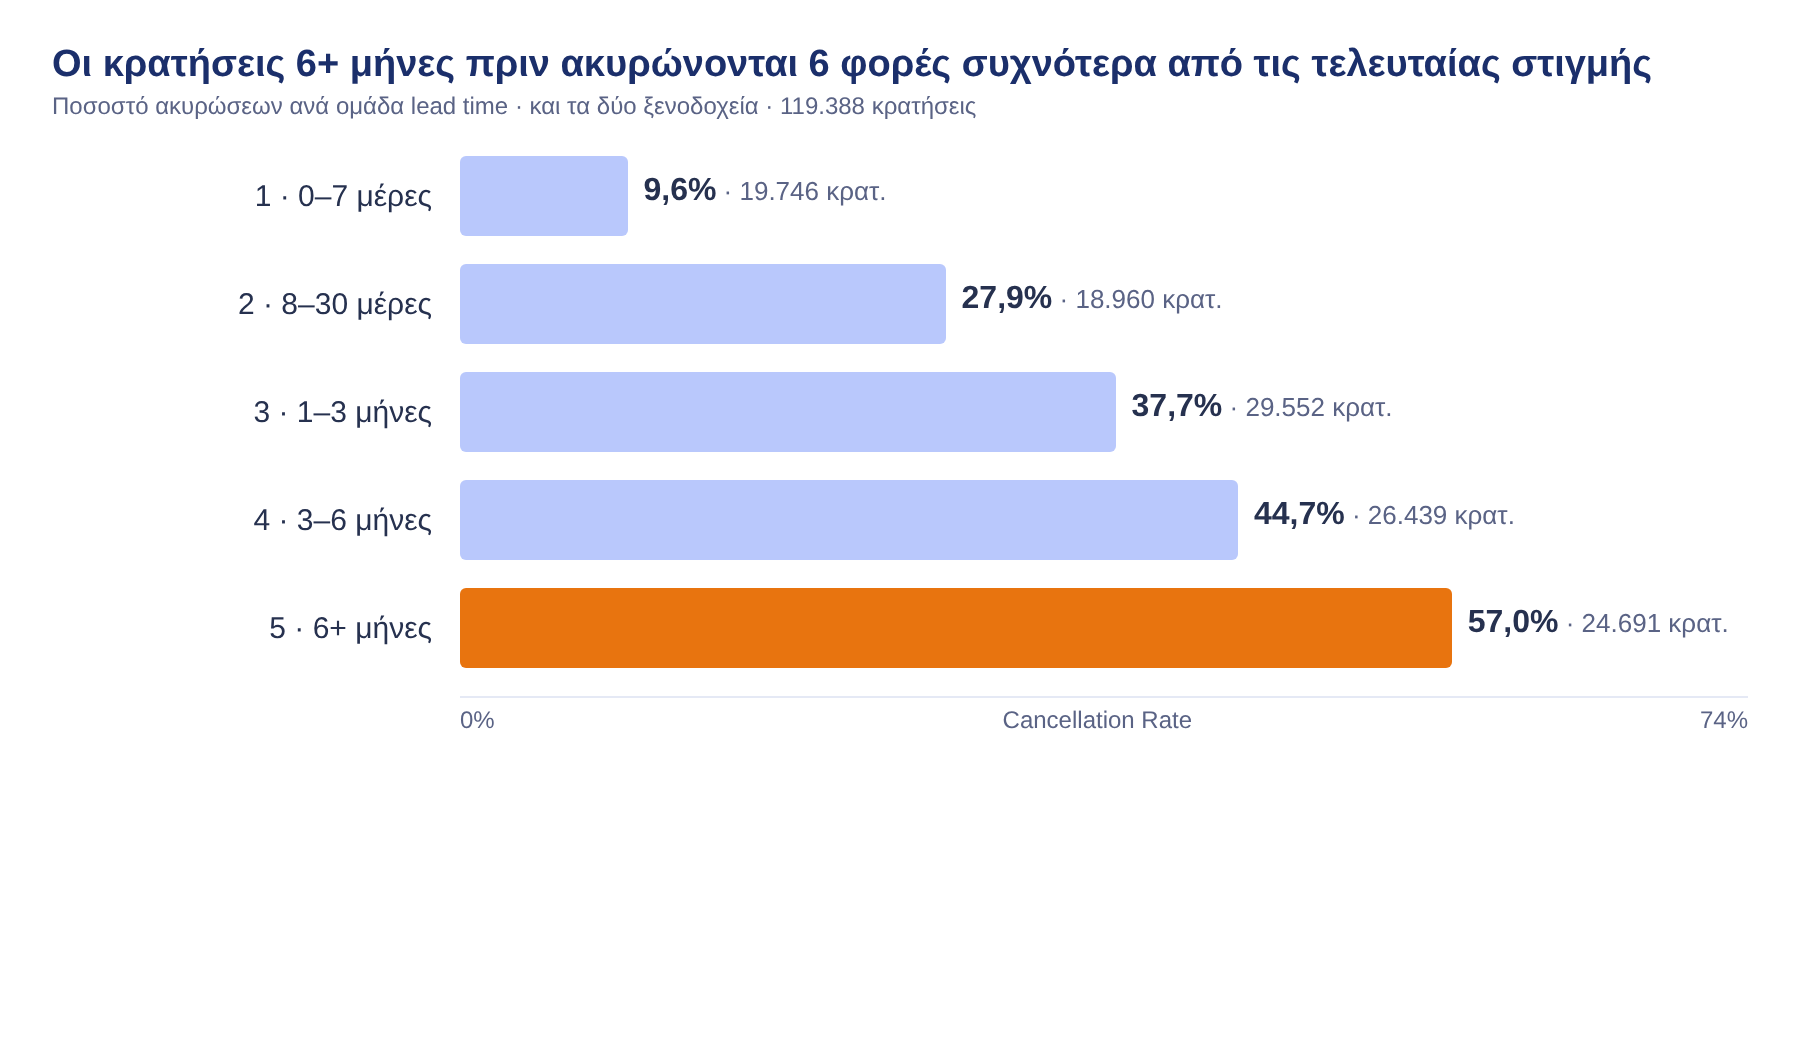 Οι κρατήσεις 6+ μήνες πριν ακυρώνονται 6 φορές συχνότερα από τις τελευταίας στιγμής
Ποσοστό ακυρώσεων ανά ομάδα lead time · και τα δύο ξενοδοχεία · 119.388 κρατήσεις
1 · 0–7 μέρες 9,6% · 19.746 κρατ.
2 · 8–30 μέρες 27,9% · 18.960 κρατ.
3 · 1–3 μήνες 37,7% · 29.552 κρατ.
4 · 3–6 μήνες 44,7% · 26.439 κρατ.
5 · 6+ μήνες 57,0% · 24.691 κρατ.
0% Cancellation Rate 74%